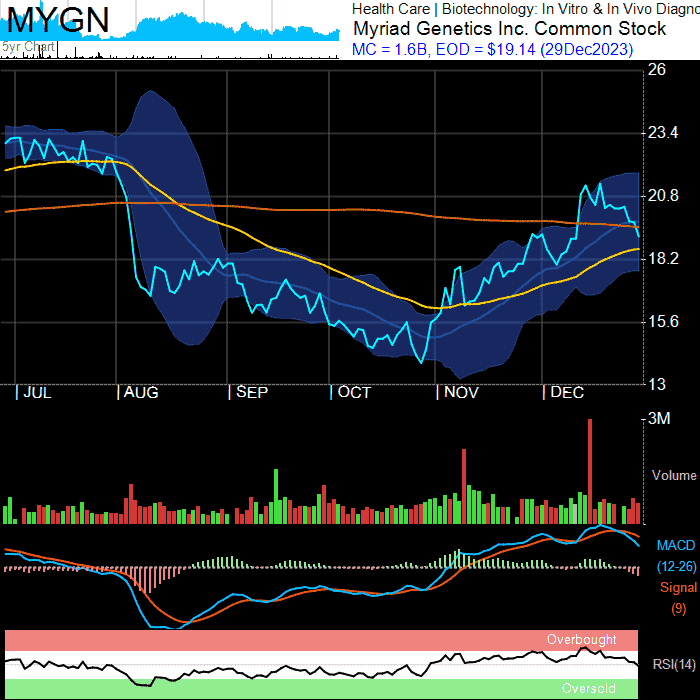 MYGN
5yr Chart
Health Care | Biotechnology: In Vitro & In Vivo Diagno
Myriad Genetics Inc. Common Stock
MC = 1.6B, EOD = $19.14 (29Dec2023)
26
23.4
20.8
18.2
15.6
13
JUL
AUG
SEP
OCT
NOV
DEC
3M
Volume
MACD
(12-26)
Signal
(9)
Overbought
RSI(14)
Oversold